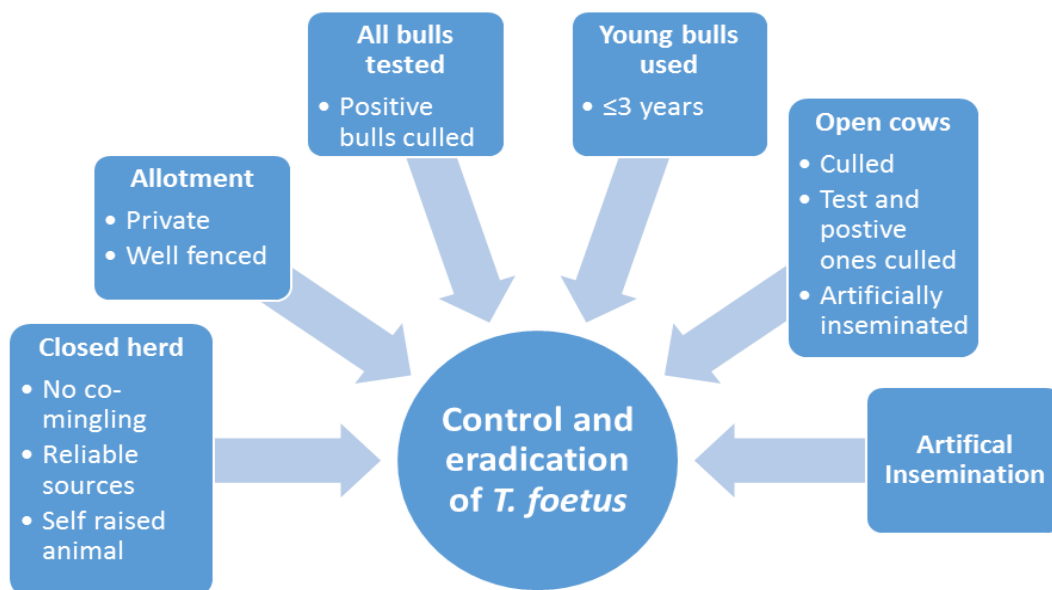 All bulls
tested
• Positive
bulls culled
Young bulls
used
• ≤3 years
Open cows
• Culled
• Test and
postive
ones culled
• Artificially
inseminated
Allotment
• Private
• Well fenced
Closed herd
• No co-
mingling
• Reliable
sources
• Self raised
animal
Control and
eradication
of T. foetus
Artifical
Insemination